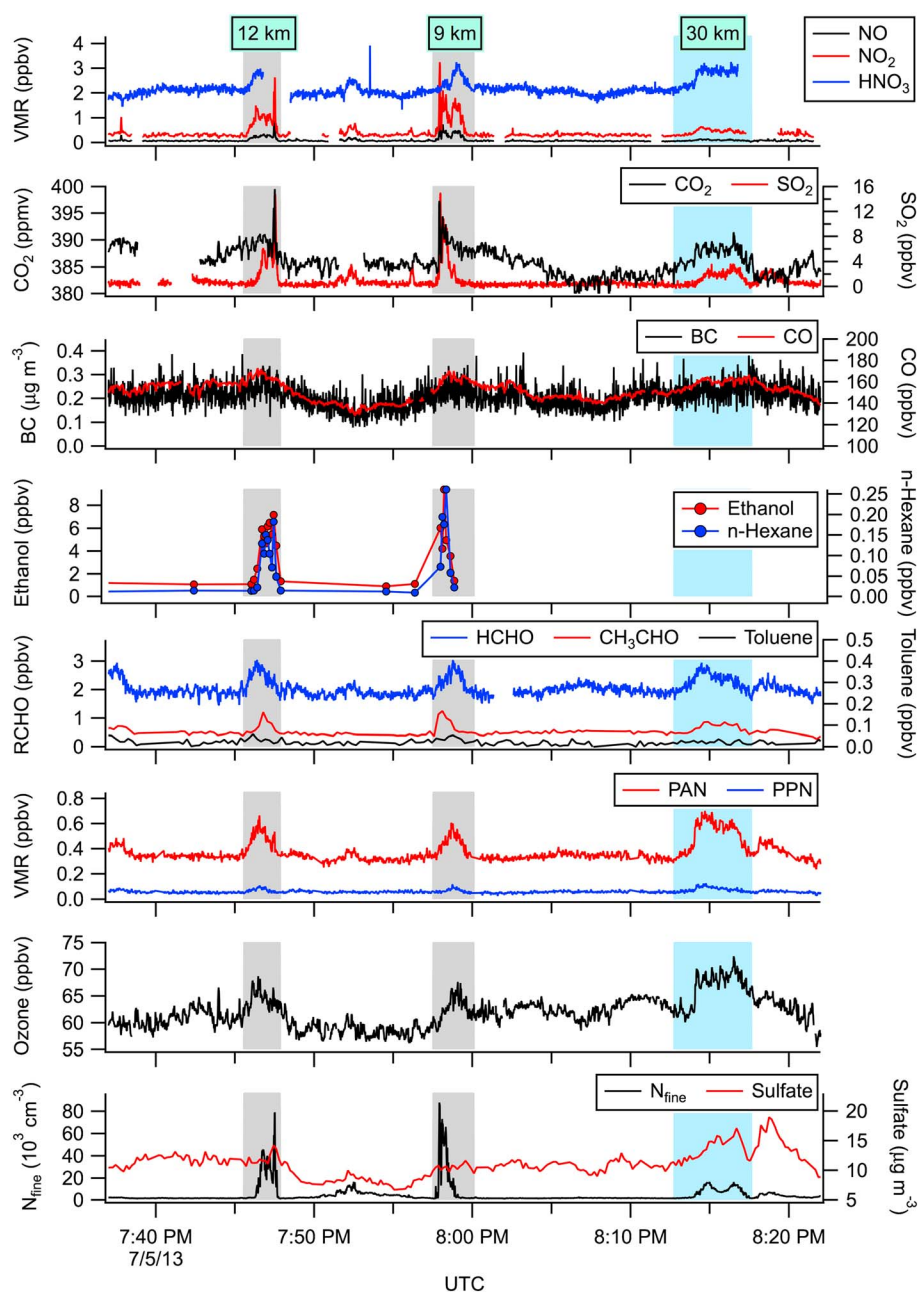 12 km 9 km 30 km
NO
NO2
HNO3
VMR (ppbv)
4
3
2
1
0
CO2 SO2
CO2 (ppmv)
400
395
390
385
380
SO2 (ppbv)
16
12
8
4
0
BC CO
BC (µg m-3)
0.4
0.3
0.2
0.1
0.0
CO (ppbv)
200
180
160
140
120
100
Ethanol
n-Hexane
Ethanol (ppbv)
8
6
4
2
0
n-Hexane (ppbv)
0.25
0.20
0.15
0.10
0.05
0.00
HCHO CH3CHO Toluene
RCHO (ppbv)
3
2
1
0
Toluene (ppbv)
0.5
0.4
0.3
0.2
0.1
0.0
PAN PPN
VMR (ppbv)
0.8
0.6
0.4
0.2
0.0
Ozone (ppbv)
75
70
65
60
55
Nfine Sulfate
Nfine (10³ cm-3)
80
60
40
20
0
Sulfate (µg m-3)
20
15
10
5
7:40 PM 7:50 PM 8:00 PM 8:10 PM 8:20 PM
7/5/13
UTC